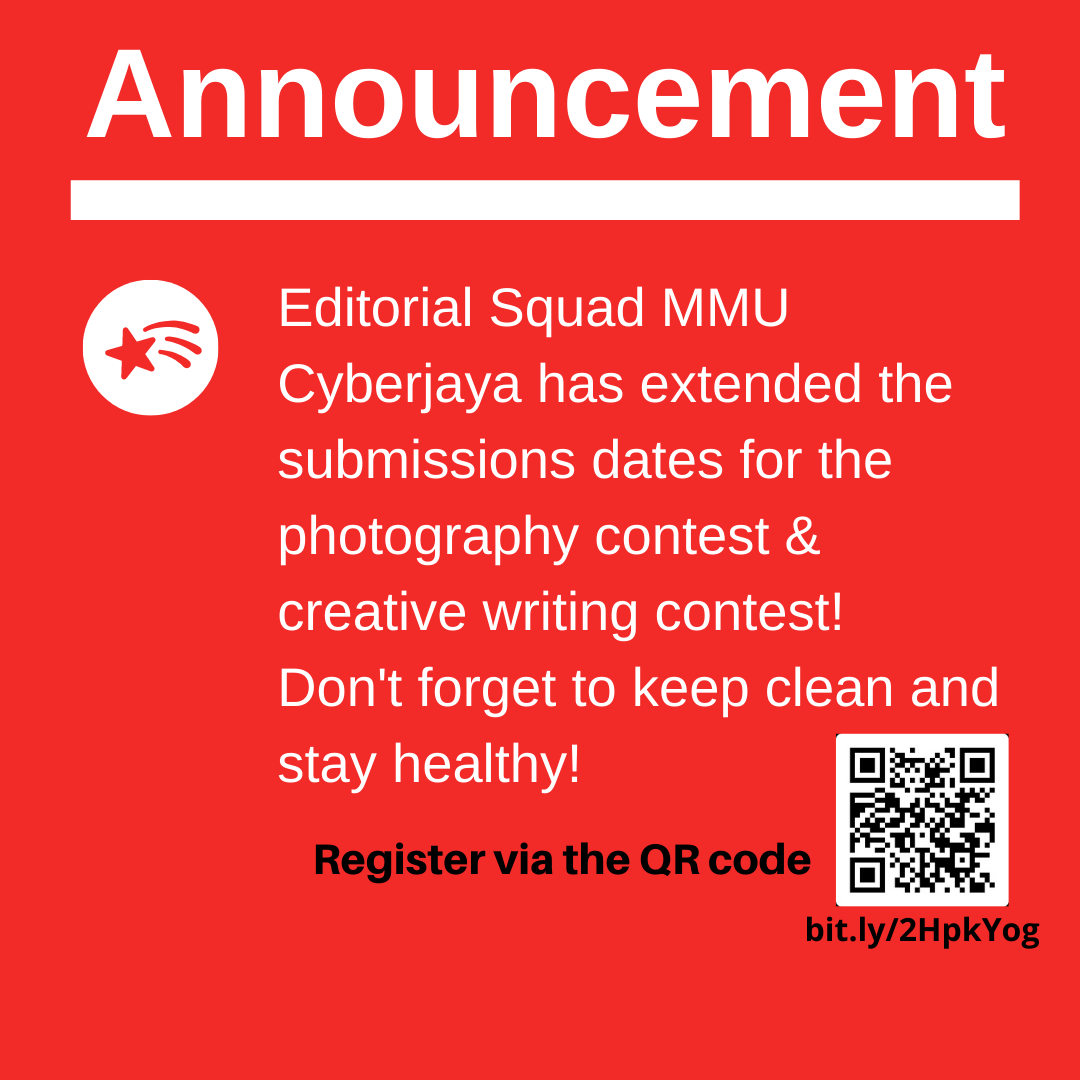 Announcement
Editorial Squad MMU
Cyberjaya has extended the
submissions dates for the
photography contest &
creative writing contest!
Don't forget to keep clean and
stay healthy!
Register via the QR code
bit.ly/2HpkYog